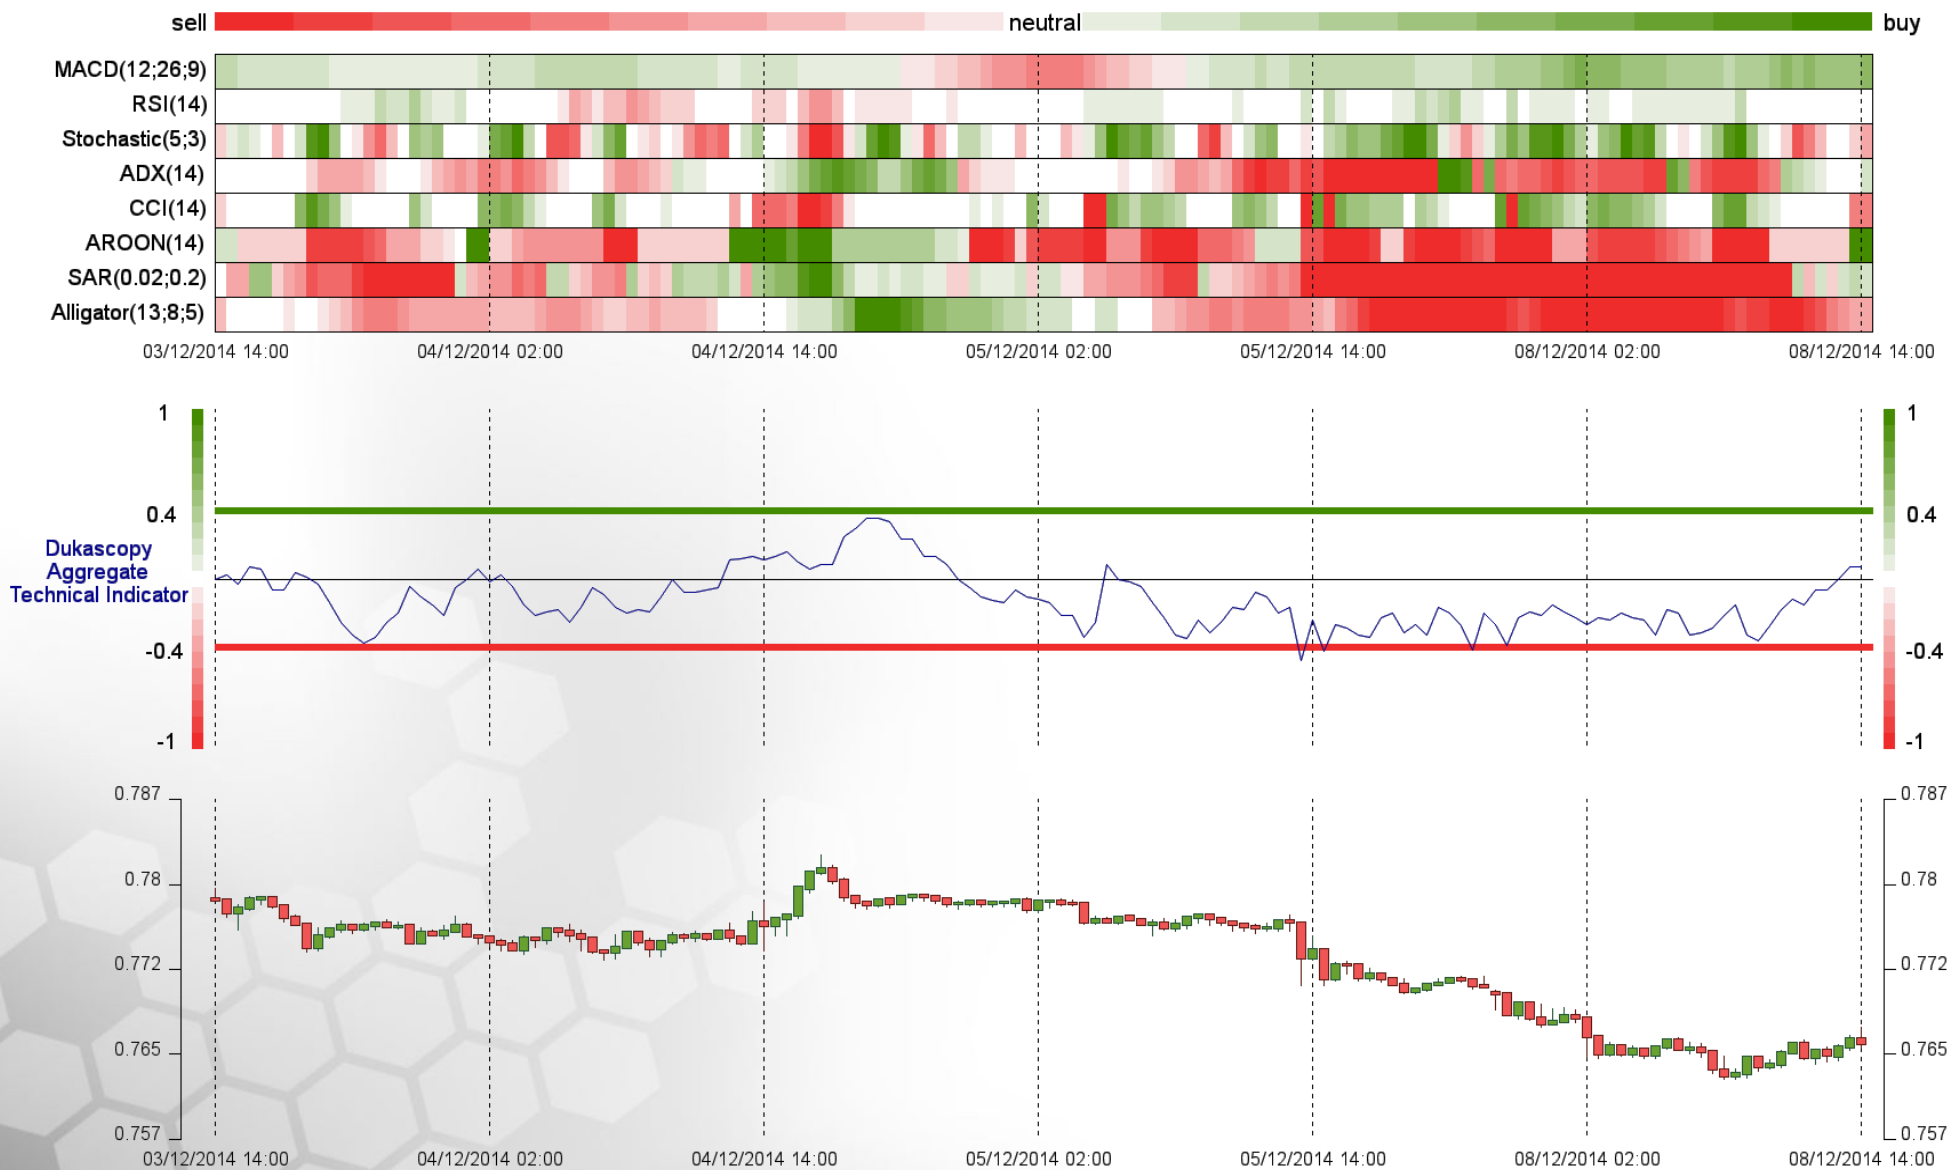 sell neutral buy
MACD(12;26;9)
RSI(14)
Stochastic(5;3)
ADX(14)
CCI(14)
AROON(14)
SAR(0.02;0.2)
Alligator(13;8;5)
03/12/2014 14:00 04/12/2014 02:00 04/12/2014 14:00 05/12/2014 02:00 05/12/2014 14:00 08/12/2014 02:00 08/12/2014 14:00
1 1
0.4 0.4
Dukascopy
Aggregate
Technical Indicator
-0.4 -0.4
-1 -1
0.787 0.787
0.78 0.78
0.772 0.772
0.765 0.765
0.757 0.757
03/12/2014 14:00 04/12/2014 02:00 04/12/2014 14:00 05/12/2014 02:00 05/12/2014 14:00 08/12/2014 02:00 08/12/2014 14:00